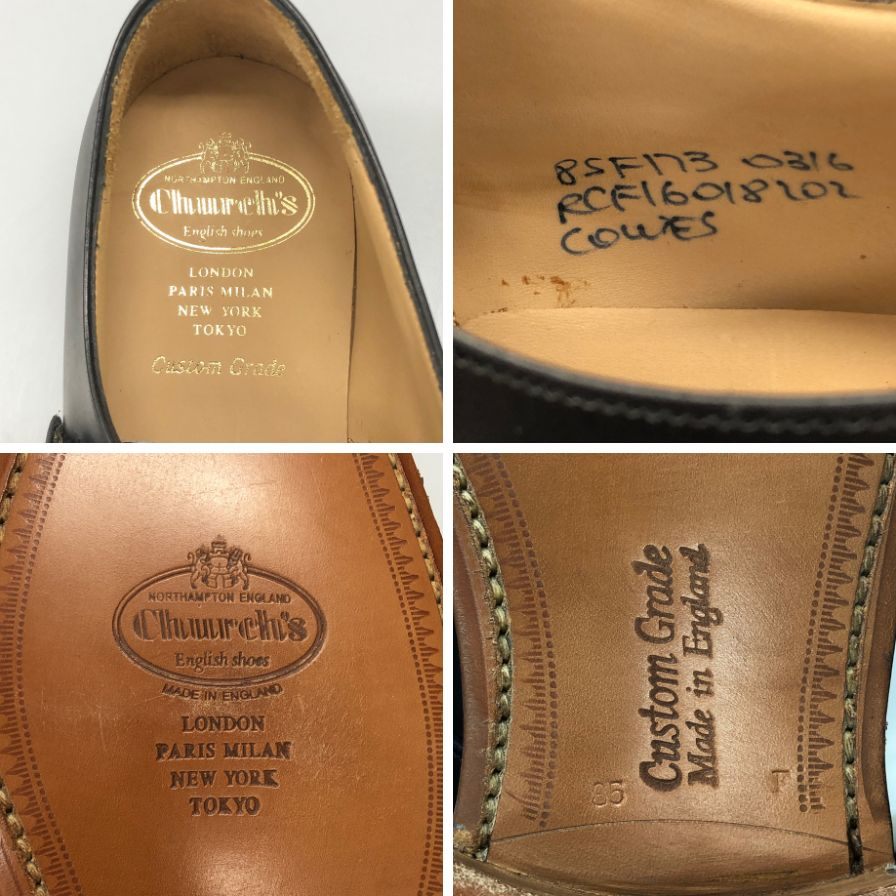 NORTHAMPTON ENGLAND
Church's
English shoes
LONDON
PARIS MILAN
NEW YORK
TOKYO
Custom Grade
85F173 0316
RCF16018202
COWES
NORTHAMPTON ENGLAND
Church's
English shoes
MADE IN ENGLAND
LONDON
PARIS MILAN
NEW YORK
TOKYO
Custom Grade
Made in England
85 F